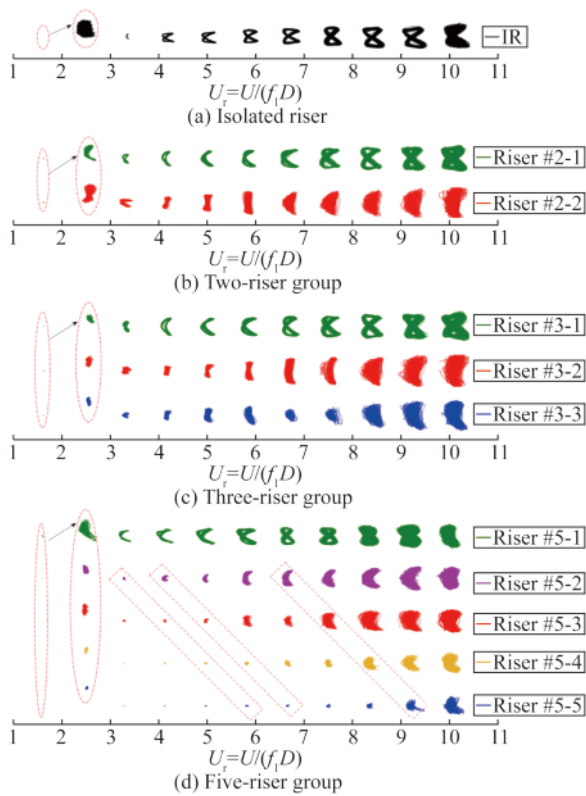 IR
1 2 3 4 5 6 7 8 9 10 11
Uᵣ=U/(f₁D)
(a) Isolated riser
Riser #2-1
Riser #2-2
1 2 3 4 5 6 7 8 9 10 11
Uᵣ=U/(f₁D)
(b) Two-riser group
Riser #3-1
Riser #3-2
Riser #3-3
1 2 3 4 5 6 7 8 9 10 11
Uᵣ=U/(f₁D)
(c) Three-riser group
Riser #5-1
Riser #5-2
Riser #5-3
Riser #5-4
Riser #5-5
1 2 3 4 5 6 7 8 9 10 11
Uᵣ=U/(f₁D)
(d) Five-riser group